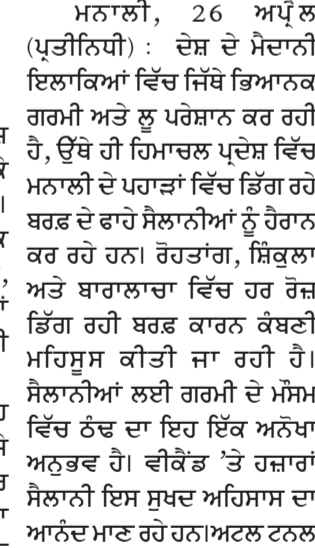 ਮਨਾਲੀ, 26 ਅਪ੍ਰੈਲ
(ਪ੍ਰਤੀਨਿਧੀ) : ਦੇਸ਼ ਦੇ ਮੈਦਾਨੀ
ਇਲਾਕਿਆਂ ਵਿੱਚ ਜਿੱਥੇ ਭਿਆਨਕ
ਗਰਮੀ ਅਤੇ ਲੂ ਪਰੇਸ਼ਾਨ ਕਰ ਰਹੀ
ਹੈ, ਉੱਥੇ ਹੀ ਹਿਮਾਚਲ ਪ੍ਰਦੇਸ਼ ਵਿੱਚ
ਮਨਾਲੀ ਦੇ ਪਹਾੜਾਂ ਵਿੱਚ ਡਿੱਗ ਰਹੇ
ਬਰਫ਼ ਦੇ ਫਾਹੇ ਸੈਲਾਨੀਆਂ ਨੂੰ ਹੈਰਾਨ
ਕਰ ਰਹੇ ਹਨ। ਰੋਹਤਾਂਗ, ਸ਼ਿੰਕੁਲਾ
ਅਤੇ ਬਾਰਾਲਾਚਾ ਵਿੱਚ ਹਰ ਰੋਜ਼
ਡਿੱਗ ਰਹੀ ਬਰਫ਼ ਕਾਰਨ ਕੰਬਣੀ
ਮਹਿਸੂਸ ਕੀਤੀ ਜਾ ਰਹੀ ਹੈ।
ਸੈਲਾਨੀਆਂ ਲਈ ਗਰਮੀ ਦੇ ਮੌਸਮ
ਵਿੱਚ ਠੰਢ ਦਾ ਇਹ ਇੱਕ ਅਨੋਖਾ
ਅਨੁਭਵ ਹੈ। ਵੀਕੈਂਡ ’ਤੇ ਹਜ਼ਾਰਾਂ
ਸੈਲਾਨੀ ਇਸ ਸੁਖਦ ਅਹਿਸਾਸ ਦਾ
ਆਨੰਦ ਮਾਣ ਰਹੇ ਹਨ।ਅਟਲ ਟਨਲ